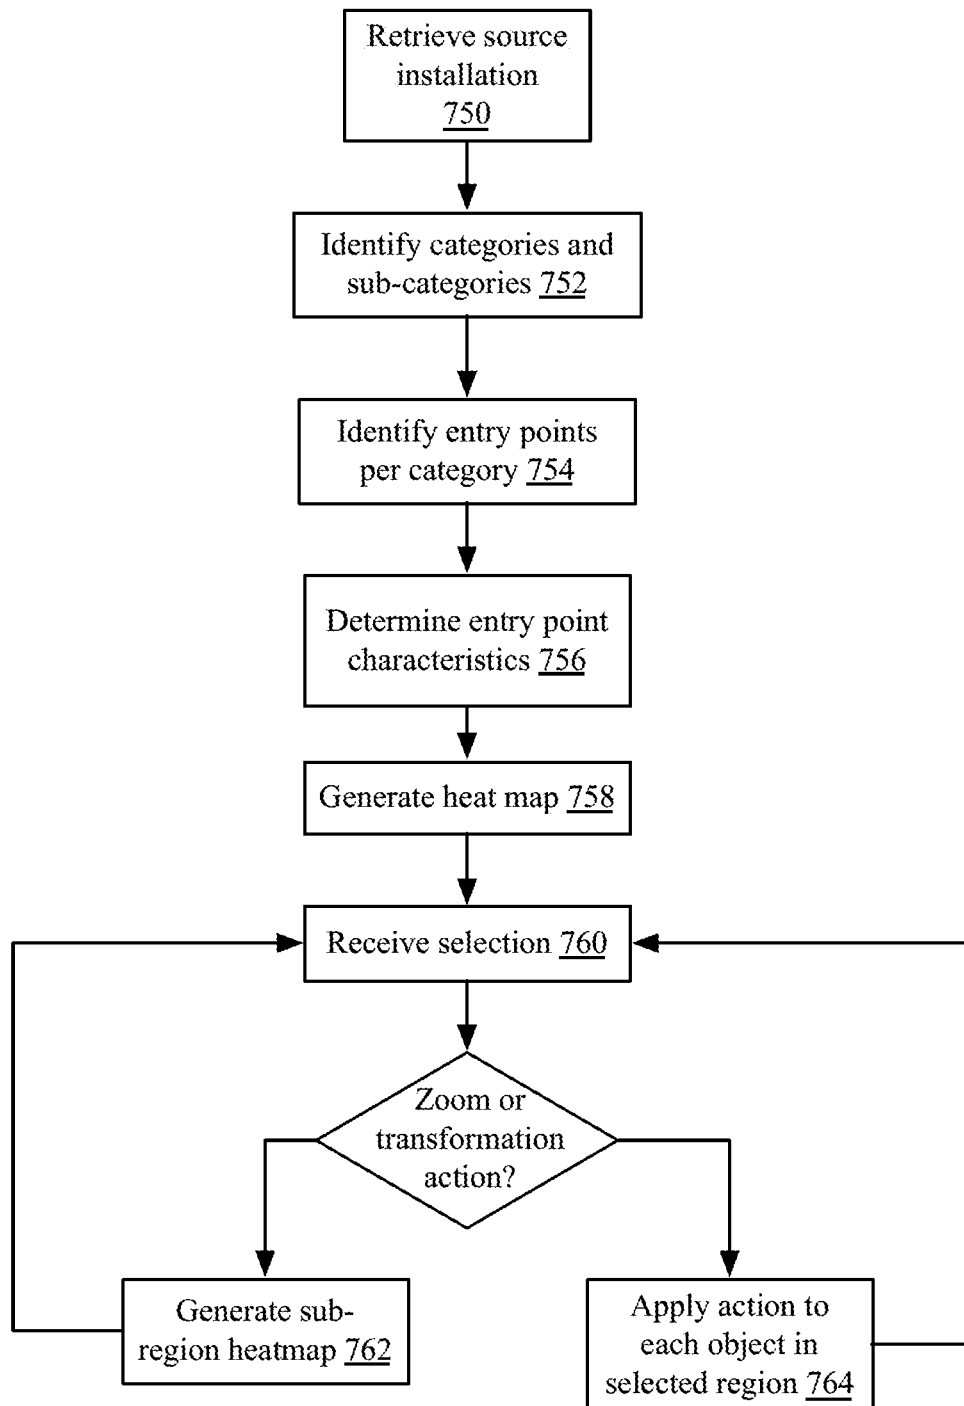 Retrieve source
installation
750
Identify categories and
sub-categories 752
Identify entry points
per category 754
Determine entry point
characteristics 756
Generate heat map 758
Receive selection 760
Zoom or
transformation
action?
Generate sub-
region heatmap 762
Apply action to
each object in
selected region 764